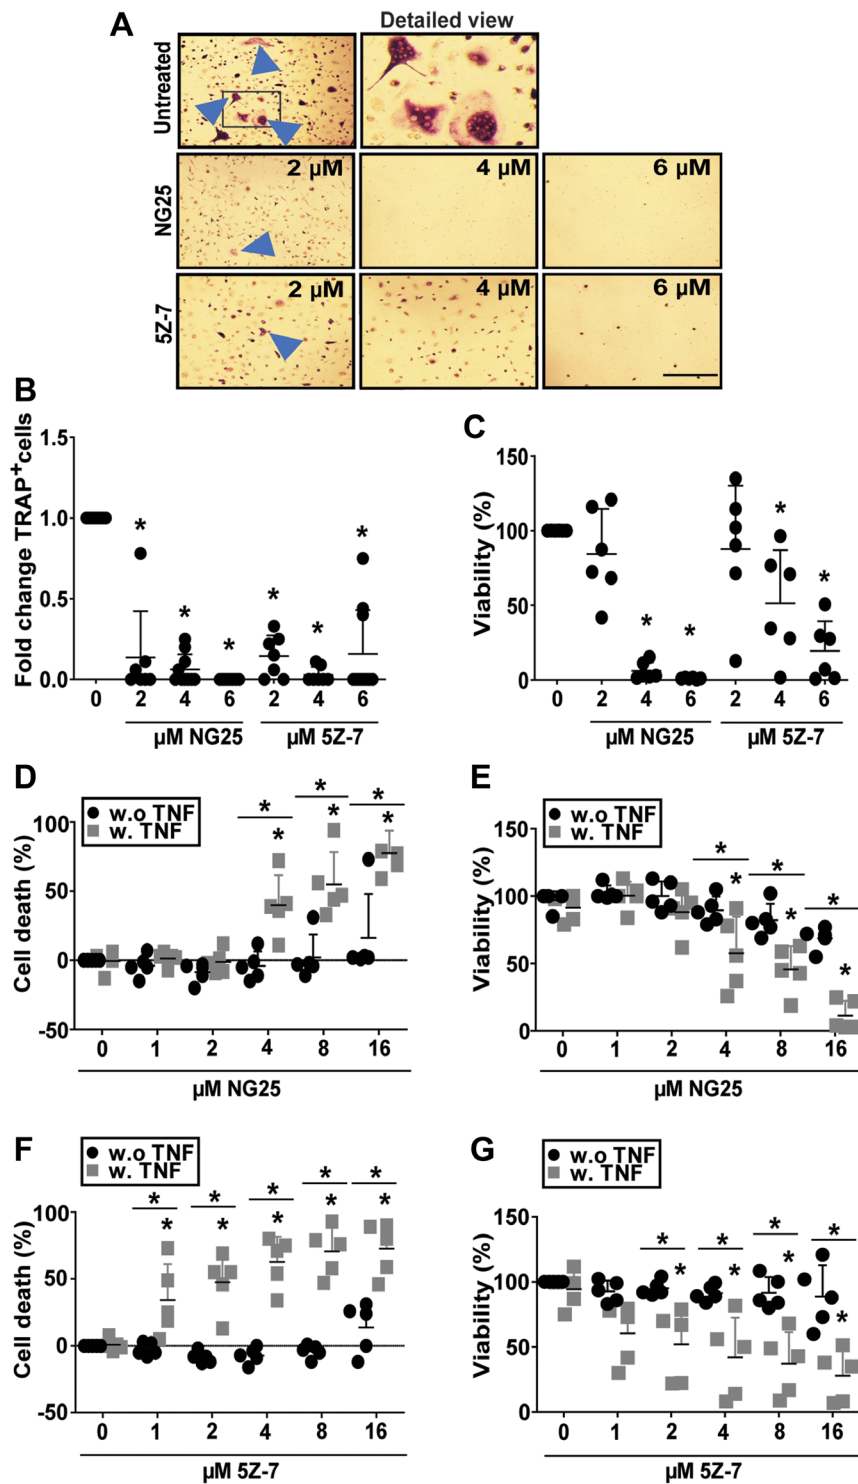 A
Detailed view
Untreated
NG25
2 µM
4 µM
6 µM
5Z-7
2 µM
4 µM
6 µM
B
Fold change TRAP⁺cells
1.5
1.0
0.5
0.0
*
*
*
*
*
*
0 2 4 6 2 4 6
µM NG25 µM 5Z-7
C
Viability (%)
150
100
50
0
*
*
*
*
0 2 4 6 2 4 6
µM NG25 µM 5Z-7
D
w.o TNF
w. TNF
Cell death (%)
100
50
0
-50
* * *
* * *
0 1 2 4 8 16
µM NG25
E
w.o TNF
w. TNF
Viability (%)
150
100
50
0
* * *
* * *
0 1 2 4 8 16
µM NG25
F
w.o TNF
w. TNF
Cell death (%)
100
50
0
-50
* * * * *
* * * * *
0 1 2 4 8 16
µM 5Z-7
G
w.o TNF
w. TNF
Viability (%)
150
100
50
0
* * * *
* * * *
0 1 2 4 8 16
µM 5Z-7